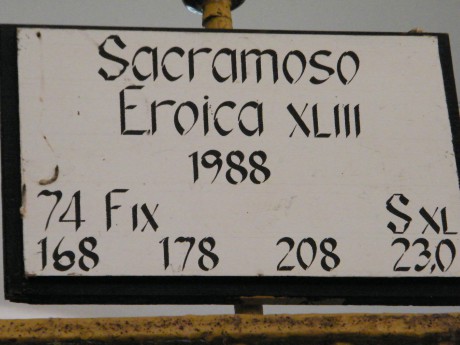 Sacramoso
Eroica XLIII
1988
74 Fix S XL
168 178 208 23,0